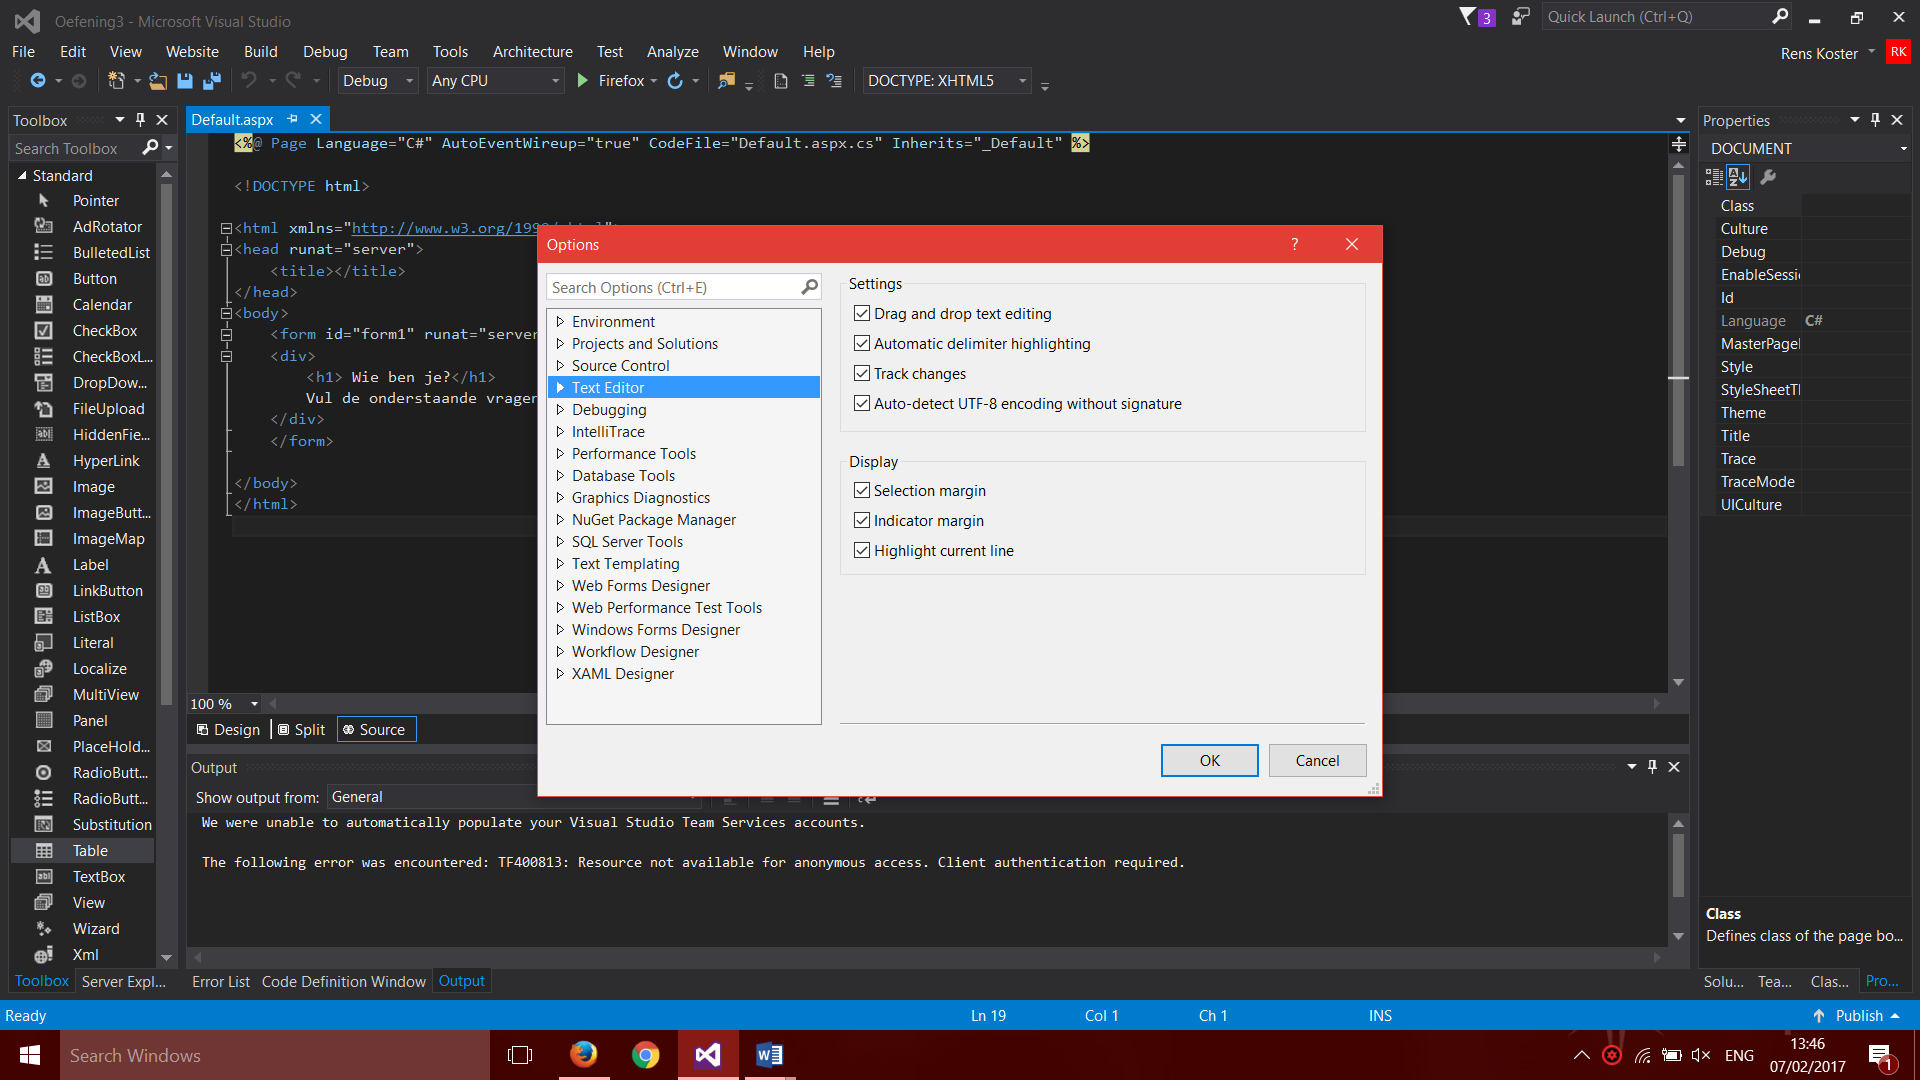 Oefening3 - Microsoft Visual Studio
3
Quick Launch (Ctrl+Q)
File Edit View Website Build Debug Team Tools Architecture Test Analyze Window Help
Rens Koster
RK
Debug
Any CPU
Firefox
DOCTYPE: XHTML5
Toolbox
Search Toolbox
Standard
Pointer
AdRotator
BulletedList
Button
Calendar
CheckBox
CheckBoxL...
DropDow...
FileUpload
HiddenFie...
HyperLink
Image
ImageButt...
ImageMap
Label
LinkButton
ListBox
Literal
Localize
MultiView
Panel
PlaceHold...
RadioButt...
RadioButt...
Substitution
Table
TextBox
View
Wizard
Xml
Toolbox
Server Expl...
Default.aspx
<%@ Page Language="C#" AutoEventWireup="true" CodeFile="Default.aspx.cs" Inherits="_Default" %>
<!DOCTYPE html>
<html xmlns="http://www.w3.org/199
<head runat="server">
<title></title>
</head>
<body>
<form id="form1" runat="server
<div>
<h1> Wie ben je?</h1>
Vul de onderstaande vragen
</div>
</form>
</body>
</html>
100 %
Design
Split
Source
Options
?
Search Options (Ctrl+E)
Environment
Projects and Solutions
Source Control
Text Editor
Debugging
IntelliTrace
Performance Tools
Database Tools
Graphics Diagnostics
NuGet Package Manager
SQL Server Tools
Text Templating
Web Forms Designer
Web Performance Test Tools
Windows Forms Designer
Workflow Designer
XAML Designer
Settings
Drag and drop text editing
Automatic delimiter highlighting
Track changes
Auto-detect UTF-8 encoding without signature
Display
Selection margin
Indicator margin
Highlight current line
OK
Cancel
Output
Show output from:
General
We were unable to automatically populate your Visual Studio Team Services accounts.
The following error was encountered: TF400813: Resource not available for anonymous access. Client authentication required.
Error List
Code Definition Window
Output
Properties
DOCUMENT
Class
Culture
Debug
EnableSessi
Id
Language C#
MasterPage
Style
StyleSheetT
Theme
Title
Trace
TraceMode
UICulture
Class
Defines class of the page bo...
Solu...
Tea...
Clas...
Pro...
Ready
Ln 19
Col 1
Ch 1
INS
Publish
Search Windows
ENG
13:46
07/02/2017
1